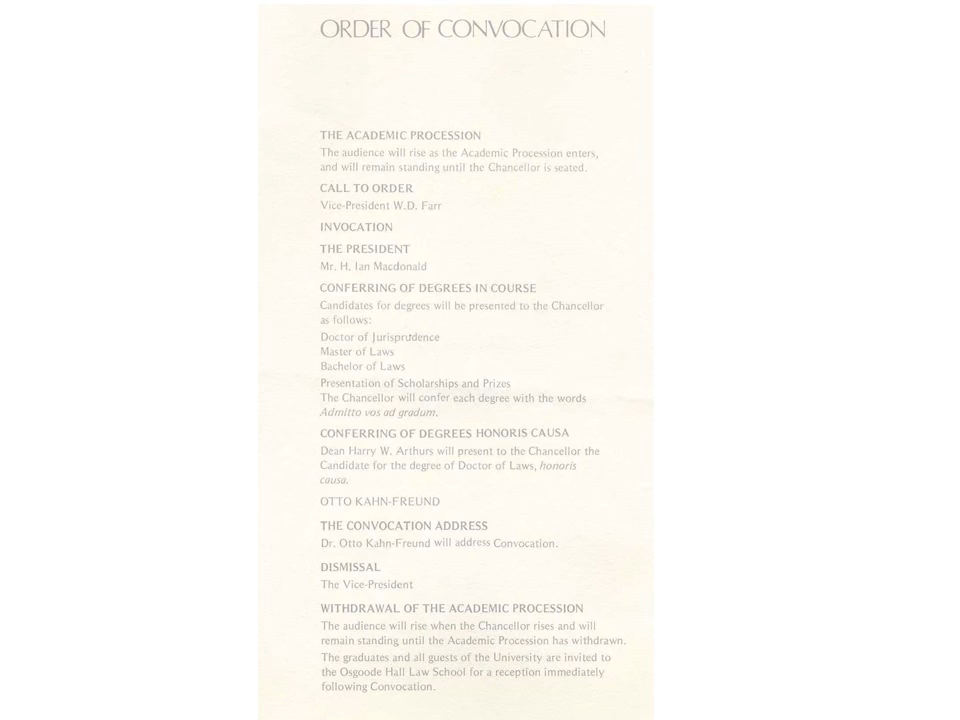 ORDER OF CONVOCATION
THE ACADEMIC PROCESSION
The audience will rise as the Academic Procession enters,
and will remain standing until the Chancellor is seated.
CALL TO ORDER
Vice-President W.D. Farr
INVOCATION
THE PRESIDENT
Mr. H. Ian Macdonald
CONFERRING OF DEGREES IN COURSE
Candidates for degrees will be presented to the Chancellor
as follows:
Doctor of Jurisprudence
Master of Laws
Bachelor of Laws
Presentation of Scholarships and Prizes
The Chancellor will confer each degree with the words
Admitto vos ad gradum.
CONFERRING OF DEGREES HONORIS CAUSA
Dean Harry W. Arthurs will present to the Chancellor the
Candidate for the degree of Doctor of Laws, honoris
causa.
OTTO KAHN-FREUND
THE CONVOCATION ADDRESS
Dr. Otto Kahn-Freund will address Convocation.
DISMISSAL
The Vice-President
WITHDRAWAL OF THE ACADEMIC PROCESSION
The audience will rise when the Chancellor rises and will
remain standing until the Academic Procession has withdrawn.
The graduates and all guests of the University are invited to
the Osgoode Hall Law School for a reception immediately
following Convocation.